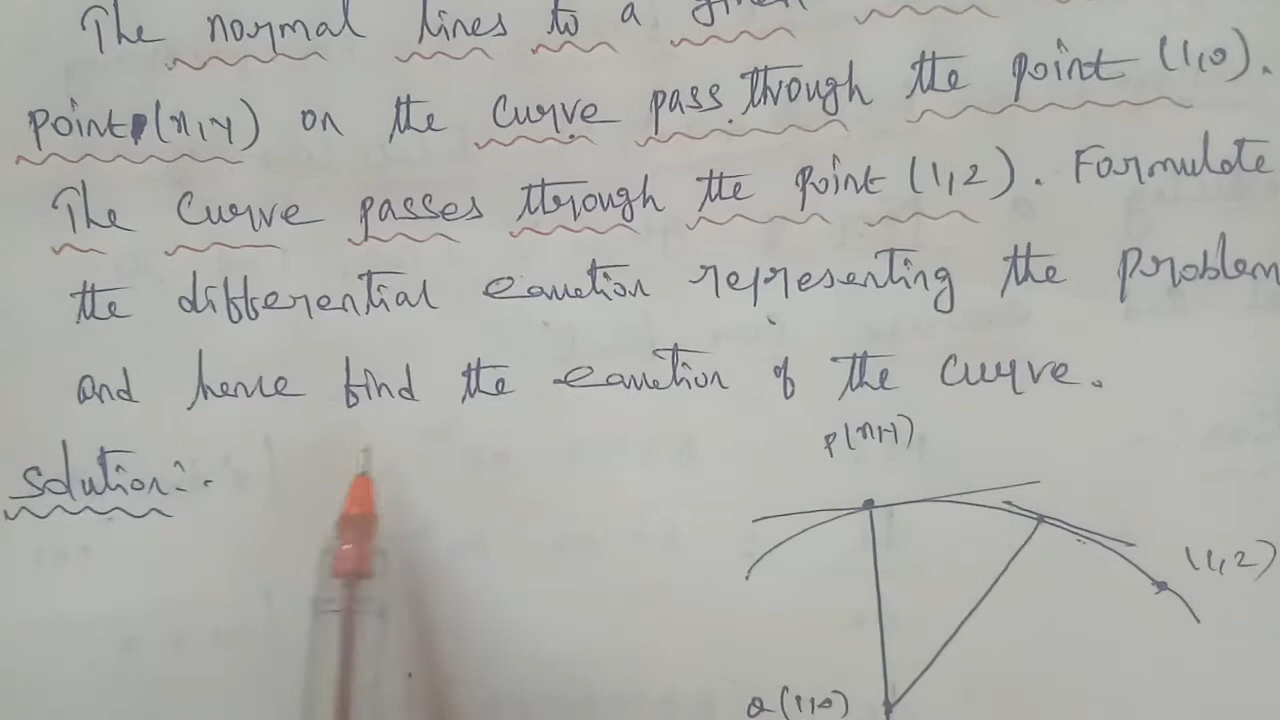 The normal lines to a given
Point P(x,y) on the curve pass through the point (1,0).
The curve passes through the point (1,2). Formulate
the differential equation representing the problem
and hence find the equation of the curve.
P(x,y)
Solution:-
(1,2)
Q(1,0)